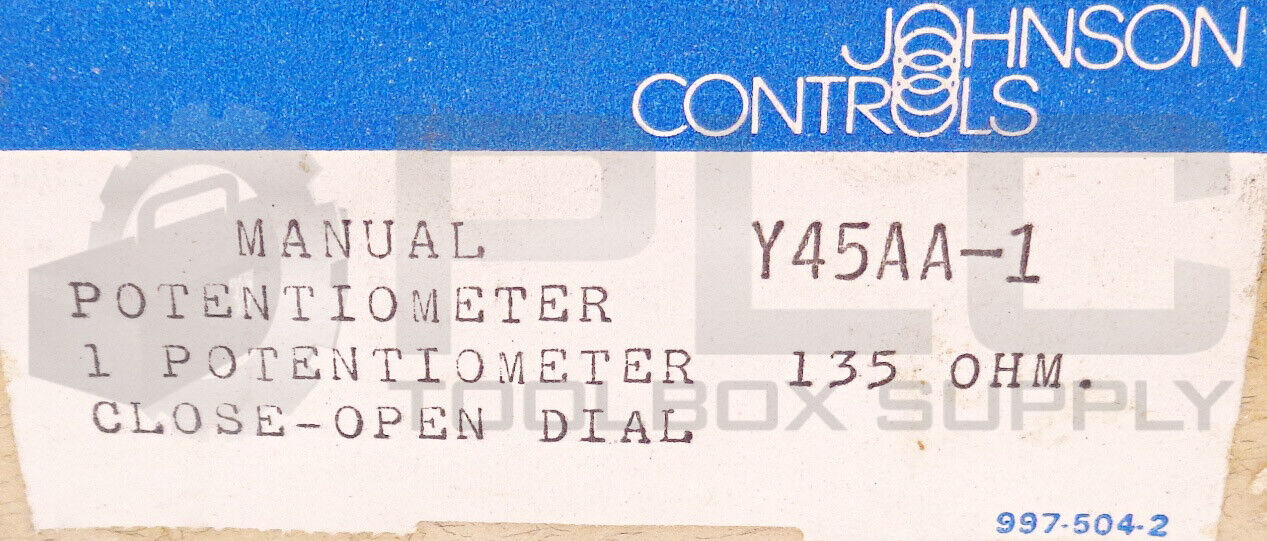 JOHNSON
CONTROLS
MANUAL Y45AA-1
POTENTIOMETER
1 POTENTIOMETER 135 OHM.
CLOSE-OPEN DIAL
997-504-2
PLC
TOOLBOX SUPPLY